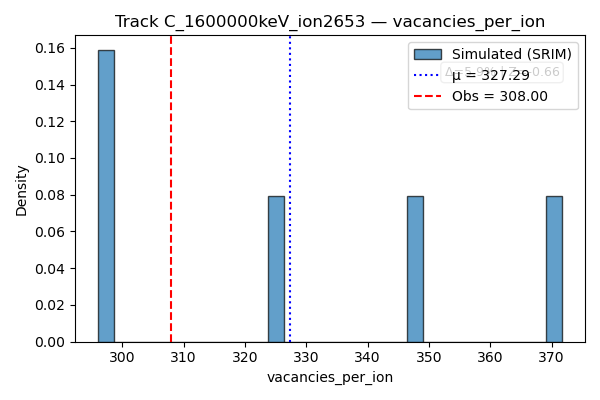 Track C_1600000keV_ion2653 — vacancies_per_ion
Simulated (SRIM)
μ = 327.29
Obs = 308.00
0.66
0.16
0.14
0.12
0.10
0.08
0.06
0.04
0.02
0.00
Density
300 310 320 330 340 350 360 370
vacancies_per_ion